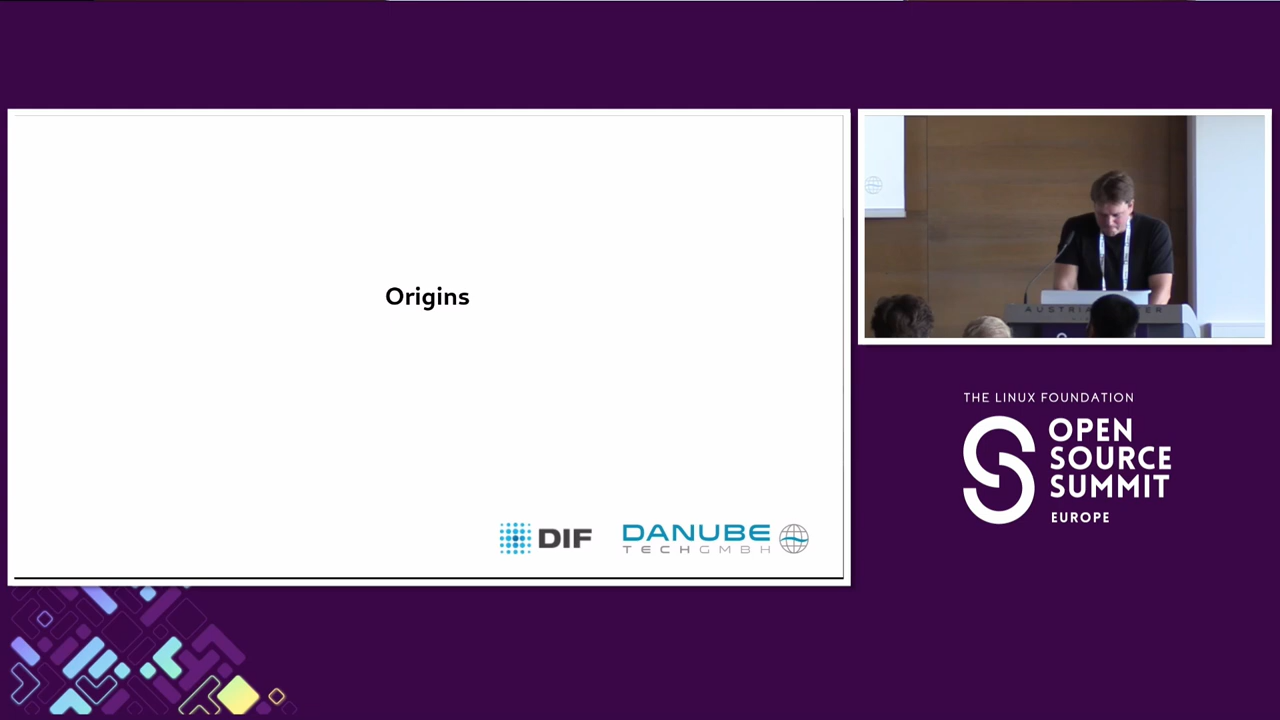 Origins
DIF
DANUBE
TECH GMBH
THE LINUX FOUNDATION
OPEN
SOURCE
SUMMIT
EUROPE